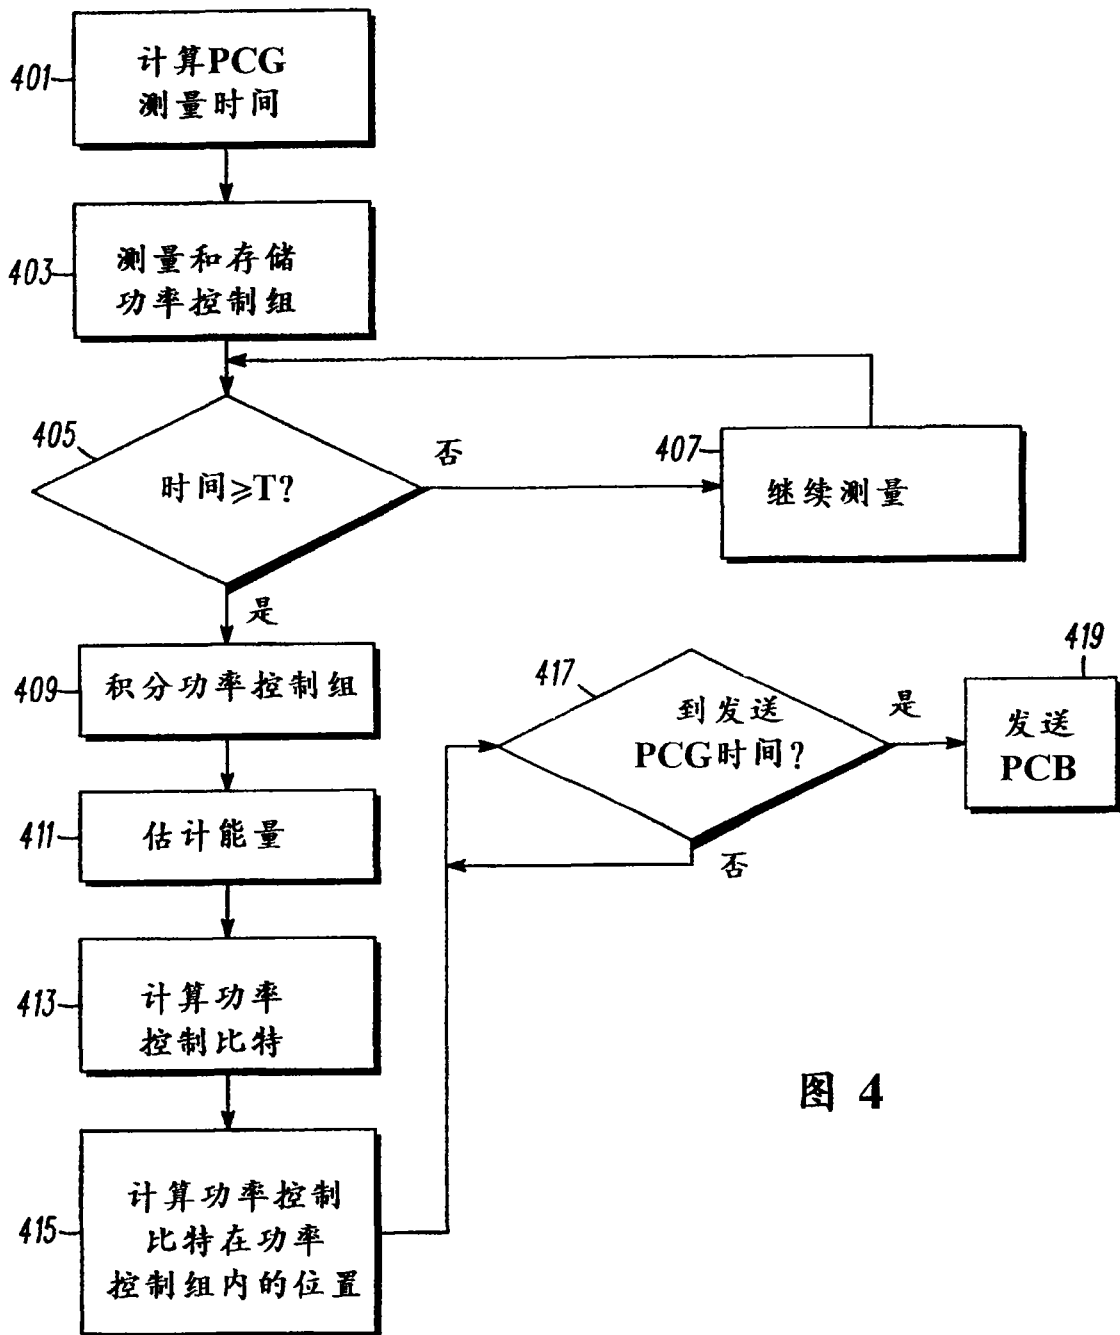 401
计算PCG
测量时间
403
测量和存储
功率控制组
405
时间≥T?
否
407
继续测量
是
409
积分功率控制组
411
估计能量
413
计算功率
控制比特
415
计算功率控制
比特在功率
控制组内的位置
417
到发送
PCG时间?
是
否
419
发送
PCB
图 4